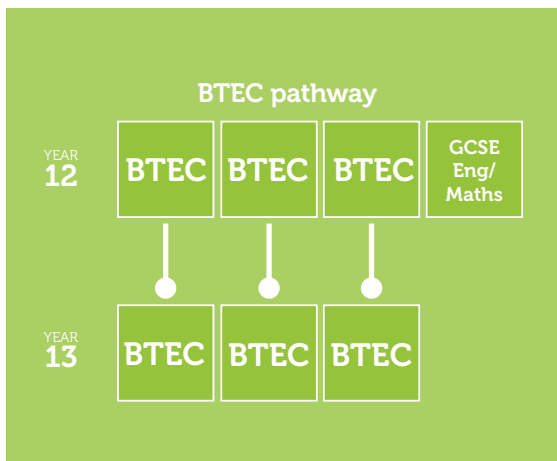 BTEC pathway
YEAR
12
BTEC
BTEC
BTEC
GCSE
Eng/
Maths
YEAR
13
BTEC
BTEC
BTEC